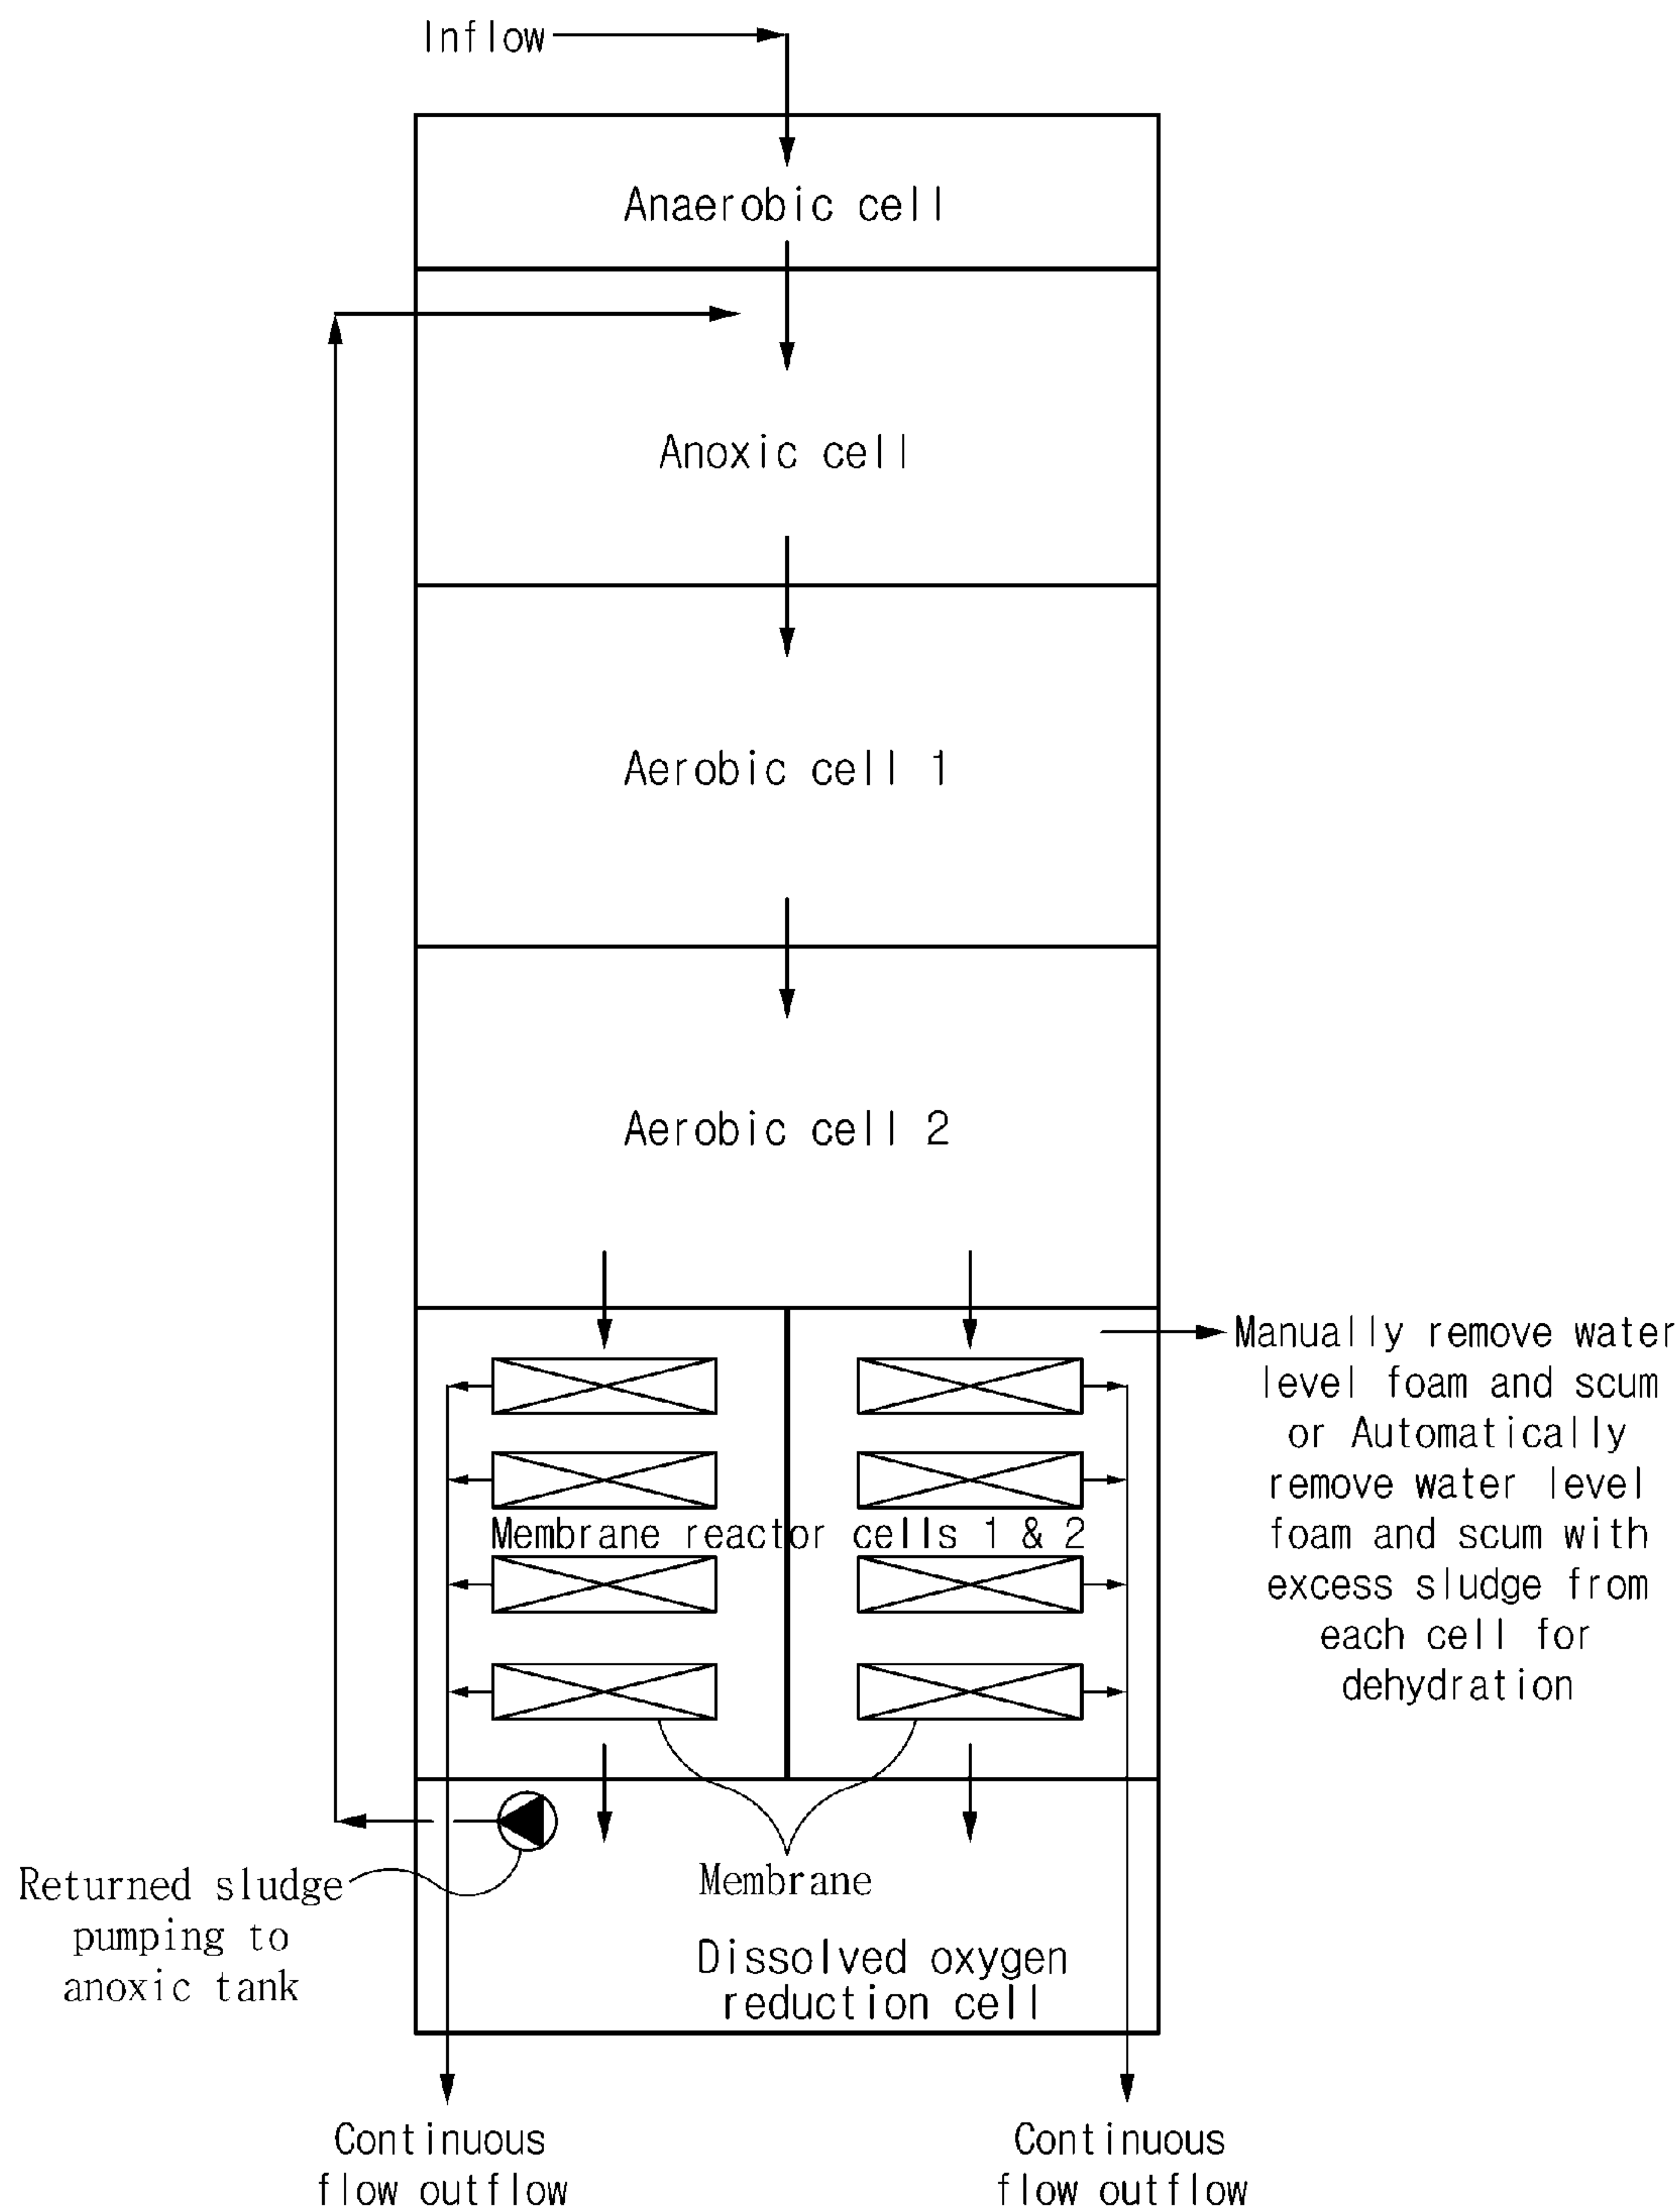 Inflow
Anaerobic cell
Anoxic cell
Aerobic cell 1
Aerobic cell 2
Manually remove water
level foam and scum
or Automatically
remove water level
foam and scum with
excess sludge from
each cell for
dehydration
Membrane reactor cells 1 & 2
Returned sludge
pumping to
anoxic tank
Membrane
Dissolved oxygen
reduction cell
Continuous
flow outflow
Continuous
flow outflow